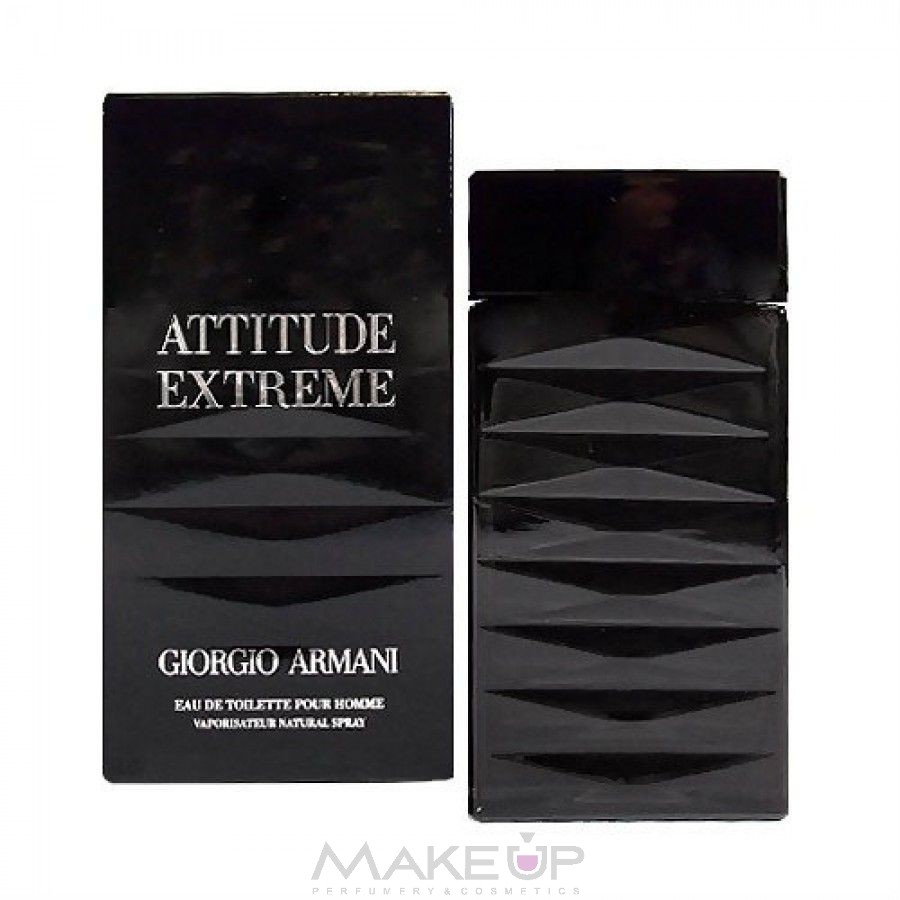 ATTITUDE
EXTREME
GIORGIO ARMANI
EAU DE TOILETTE POUR HOMME
VAPORISATEUR NATURAL SPRAY
MAKEUP
PERFUMERY & COSMETICS